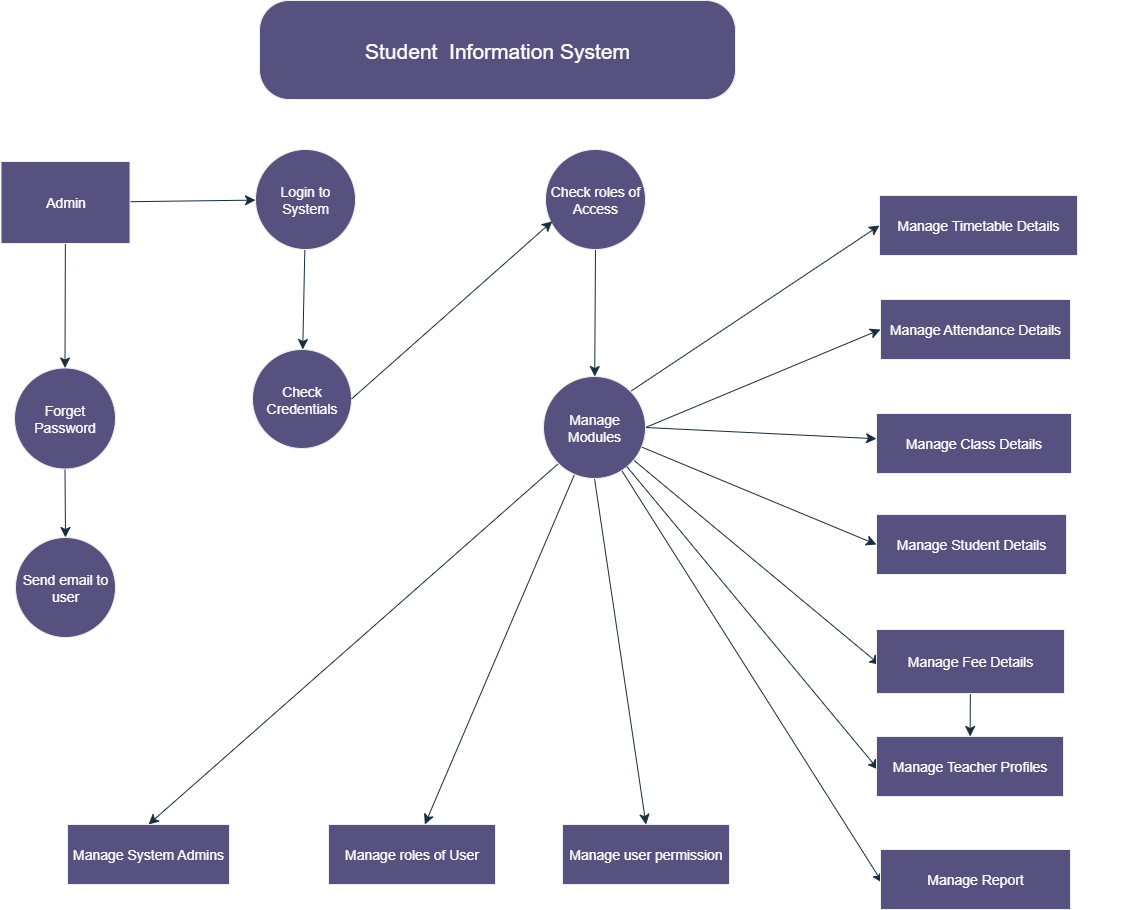 Student  Information System
Admin
Login to
System
Check roles of
Access
Manage Timetable Details
Manage Attendance Details
Forget
Password
Check
Credentials
Manage
Modules
Manage Class Details
Manage Student Details
Send email to
user
Manage Fee Details
Manage Teacher Profiles
Manage System Admins
Manage roles of User
Manage user permission
Manage Report